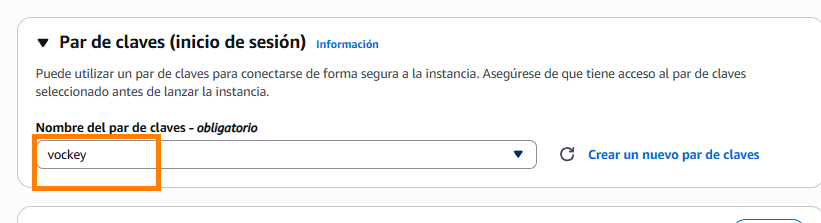 Par de claves (inicio de sesión) Información
Puede utilizar un par de claves para conectarse de forma segura a la instancia. Asegúrese de que tiene acceso al par de claves
seleccionado antes de lanzar la instancia.
Nombre del par de claves - obligatorio
vockey Crear un nuevo par de claves